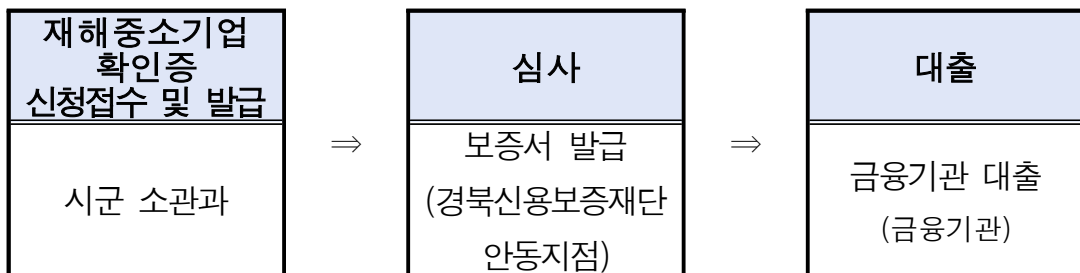 재해중소기업
확인증
신청접수 및 발급
시군 소관과
⇒
심사
보증서 발급
(경북신용보증재단
안동지점)
⇒
대출
금융기관 대출
(금융기관)